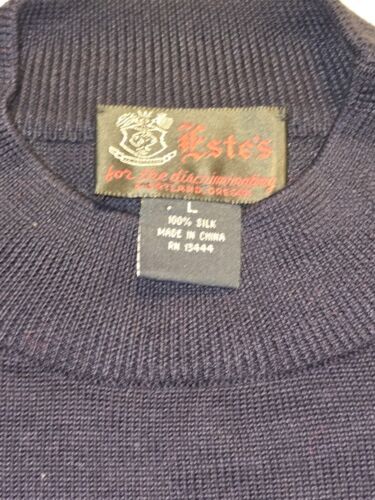 Este's
for the discriminating
PORTLAND, OREGON
L
100% SILK
MADE IN CHINA
RN 13444